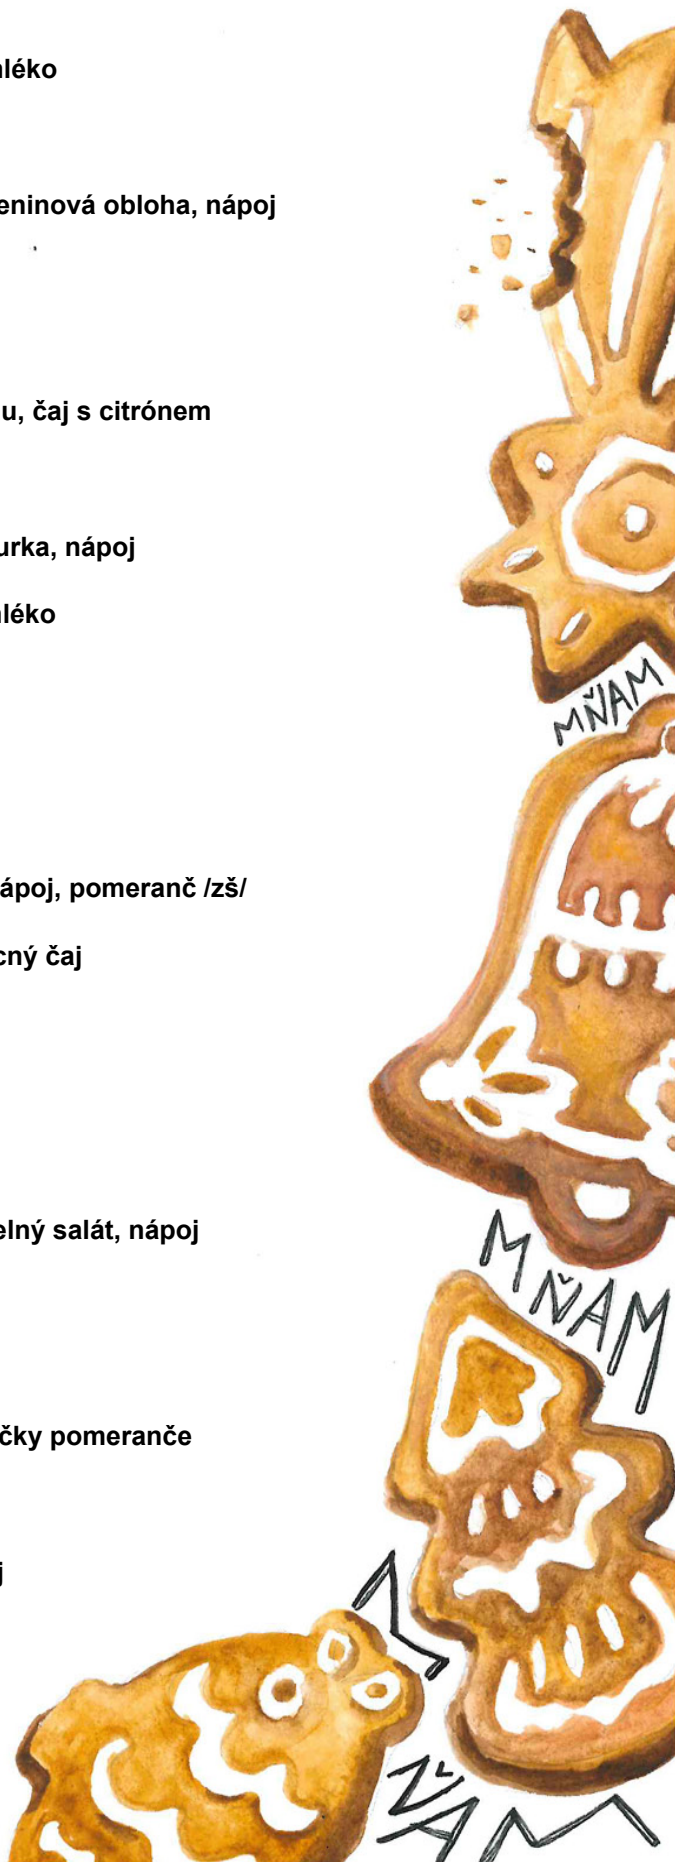 léko
eninová obloha, nápoj
u, čaj s citrónem
urka, nápoj
léko
MŇAM
ápoj, pomeranč /zš/
cný čaj
elný salát, nápoj
MŇAM
čky pomeranče
j
MŇAM